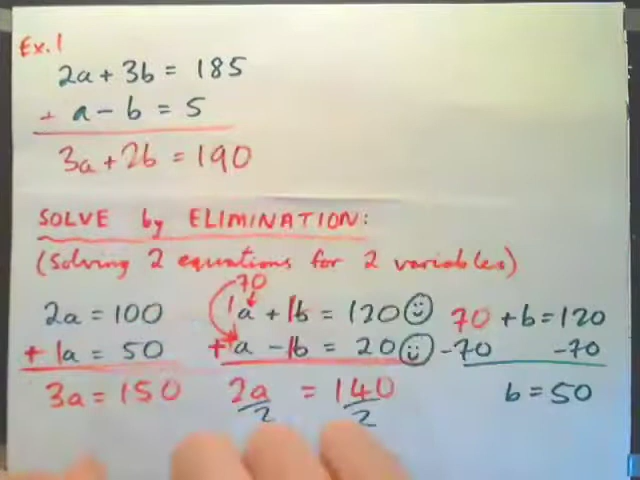 Ex.1
2a + 3b = 185
+ a - b = 5
3a + 2b = 190
SOLVE by ELIMINATION:
(Solving 2 equations for 2 variables)
70
2a = 100
1a + 1b = 120
70 + b = 120
+ 1a = 50
+ a - 1b = 20
-70 -70
3a = 150
2a = 140
2 2
b = 50